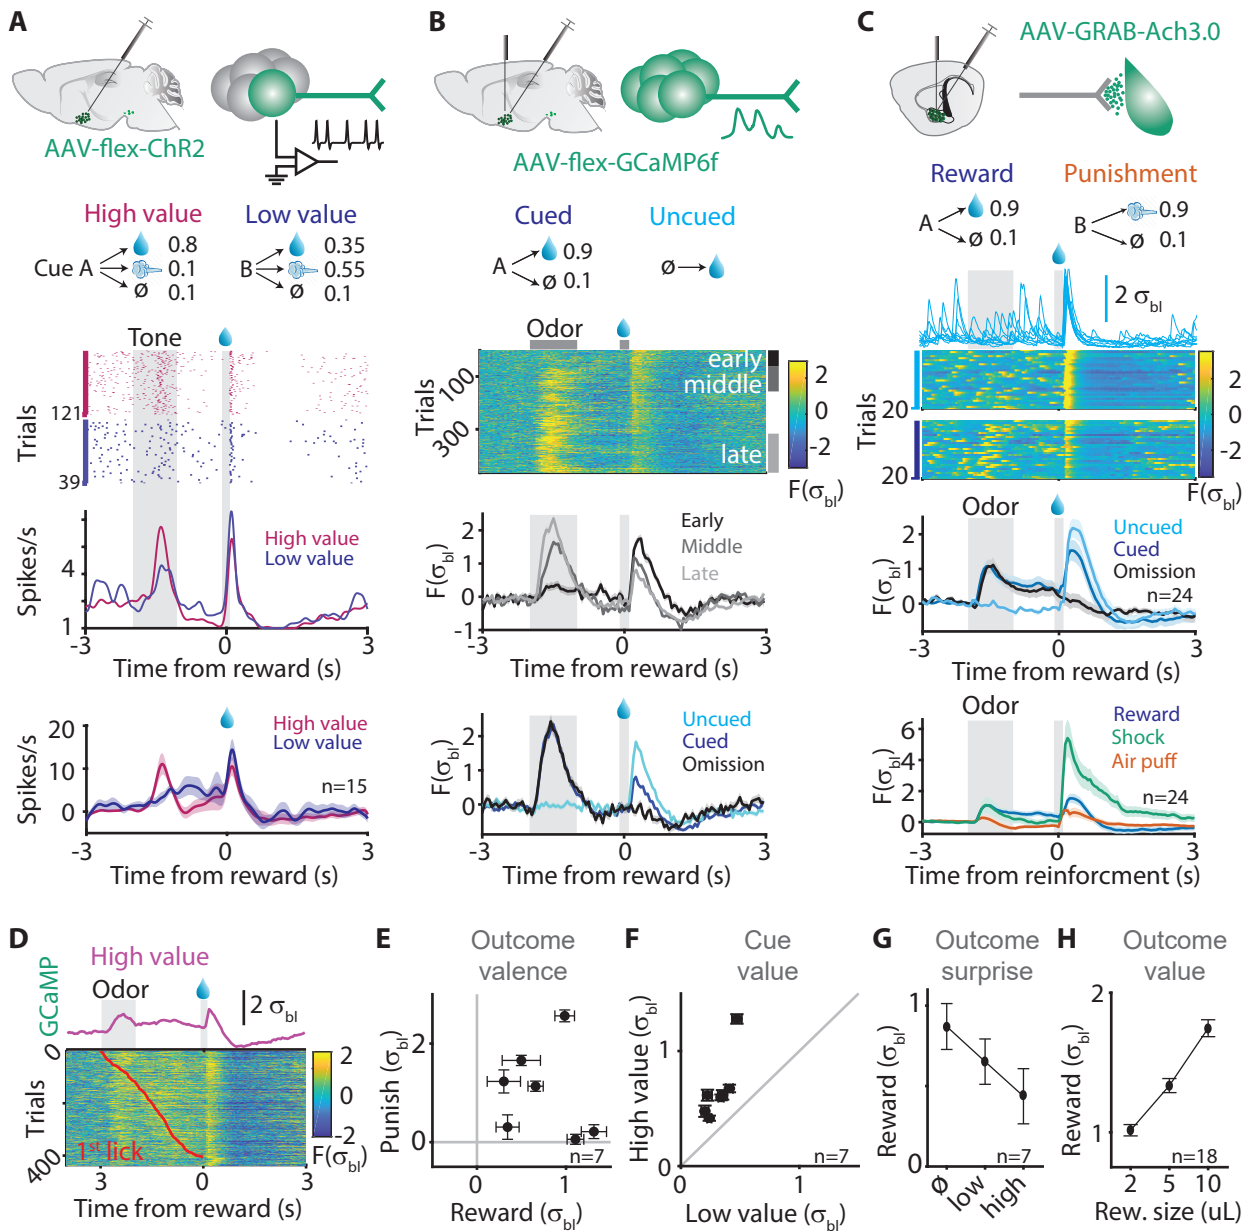 A
AAV-flex-ChR2
High value
Low value
Cue A
0.8
0.1
0.1
B
0.35
0.55
0.1
ø
ø
Tone
Trials
121
39
Spikes/s
4
1
High value
Low value
-3
0
3
Time from reward (s)
Spikes/s
20
10
0
High value
Low value
n=15
-3
0
3
Time from reward (s)
B
AAV-flex-GCaMP6f
Cued
Uncued
A
0.9
ø 0.1
ø
Odor
Trials
100
300
early
middle
late
2
0
-2
F(σbl)
F(σbl)
2
1
0
-1
Early
Middle
Late
-3
0
3
Time from reward (s)
F(σbl)
2
1
0
Uncued
Cued
Omission
-3
0
3
Time from reward (s)
C
AAV-GRAB-Ach3.0
Reward
Punishment
A
0.9
ø 0.1
B
0.9
ø 0.1
2 σbl
Trials
20
20
2
0
-2
F(σbl)
Odor
F(σbl)
2
1
0
Uncued
Cued
Omission
n=24
-3
0
3
Time from reward (s)
Odor
F(σbl)
6
4
2
0
Reward
Shock
Air puff
n=24
-3
0
3
Time from reinforcment (s)
D
High value
GCaMP
Odor
2 σbl
Trials
0
400
1st lick
2
0
-2
F(σbl)
3
0
3
Time from reward (s)
E
Outcome
valence
Punish (σbl)
2
0
n=7
0
1
Reward (σbl)
F
Cue
value
High value (σbl)
1
0
n=7
0
1
Low value (σbl)
G
Outcome
surprise
Reward (σbl)
1
0
n=7
ø
low
high
H
Outcome
value
Reward (σbl)
2
1
n=18
2 5 10
Rew. size (uL)